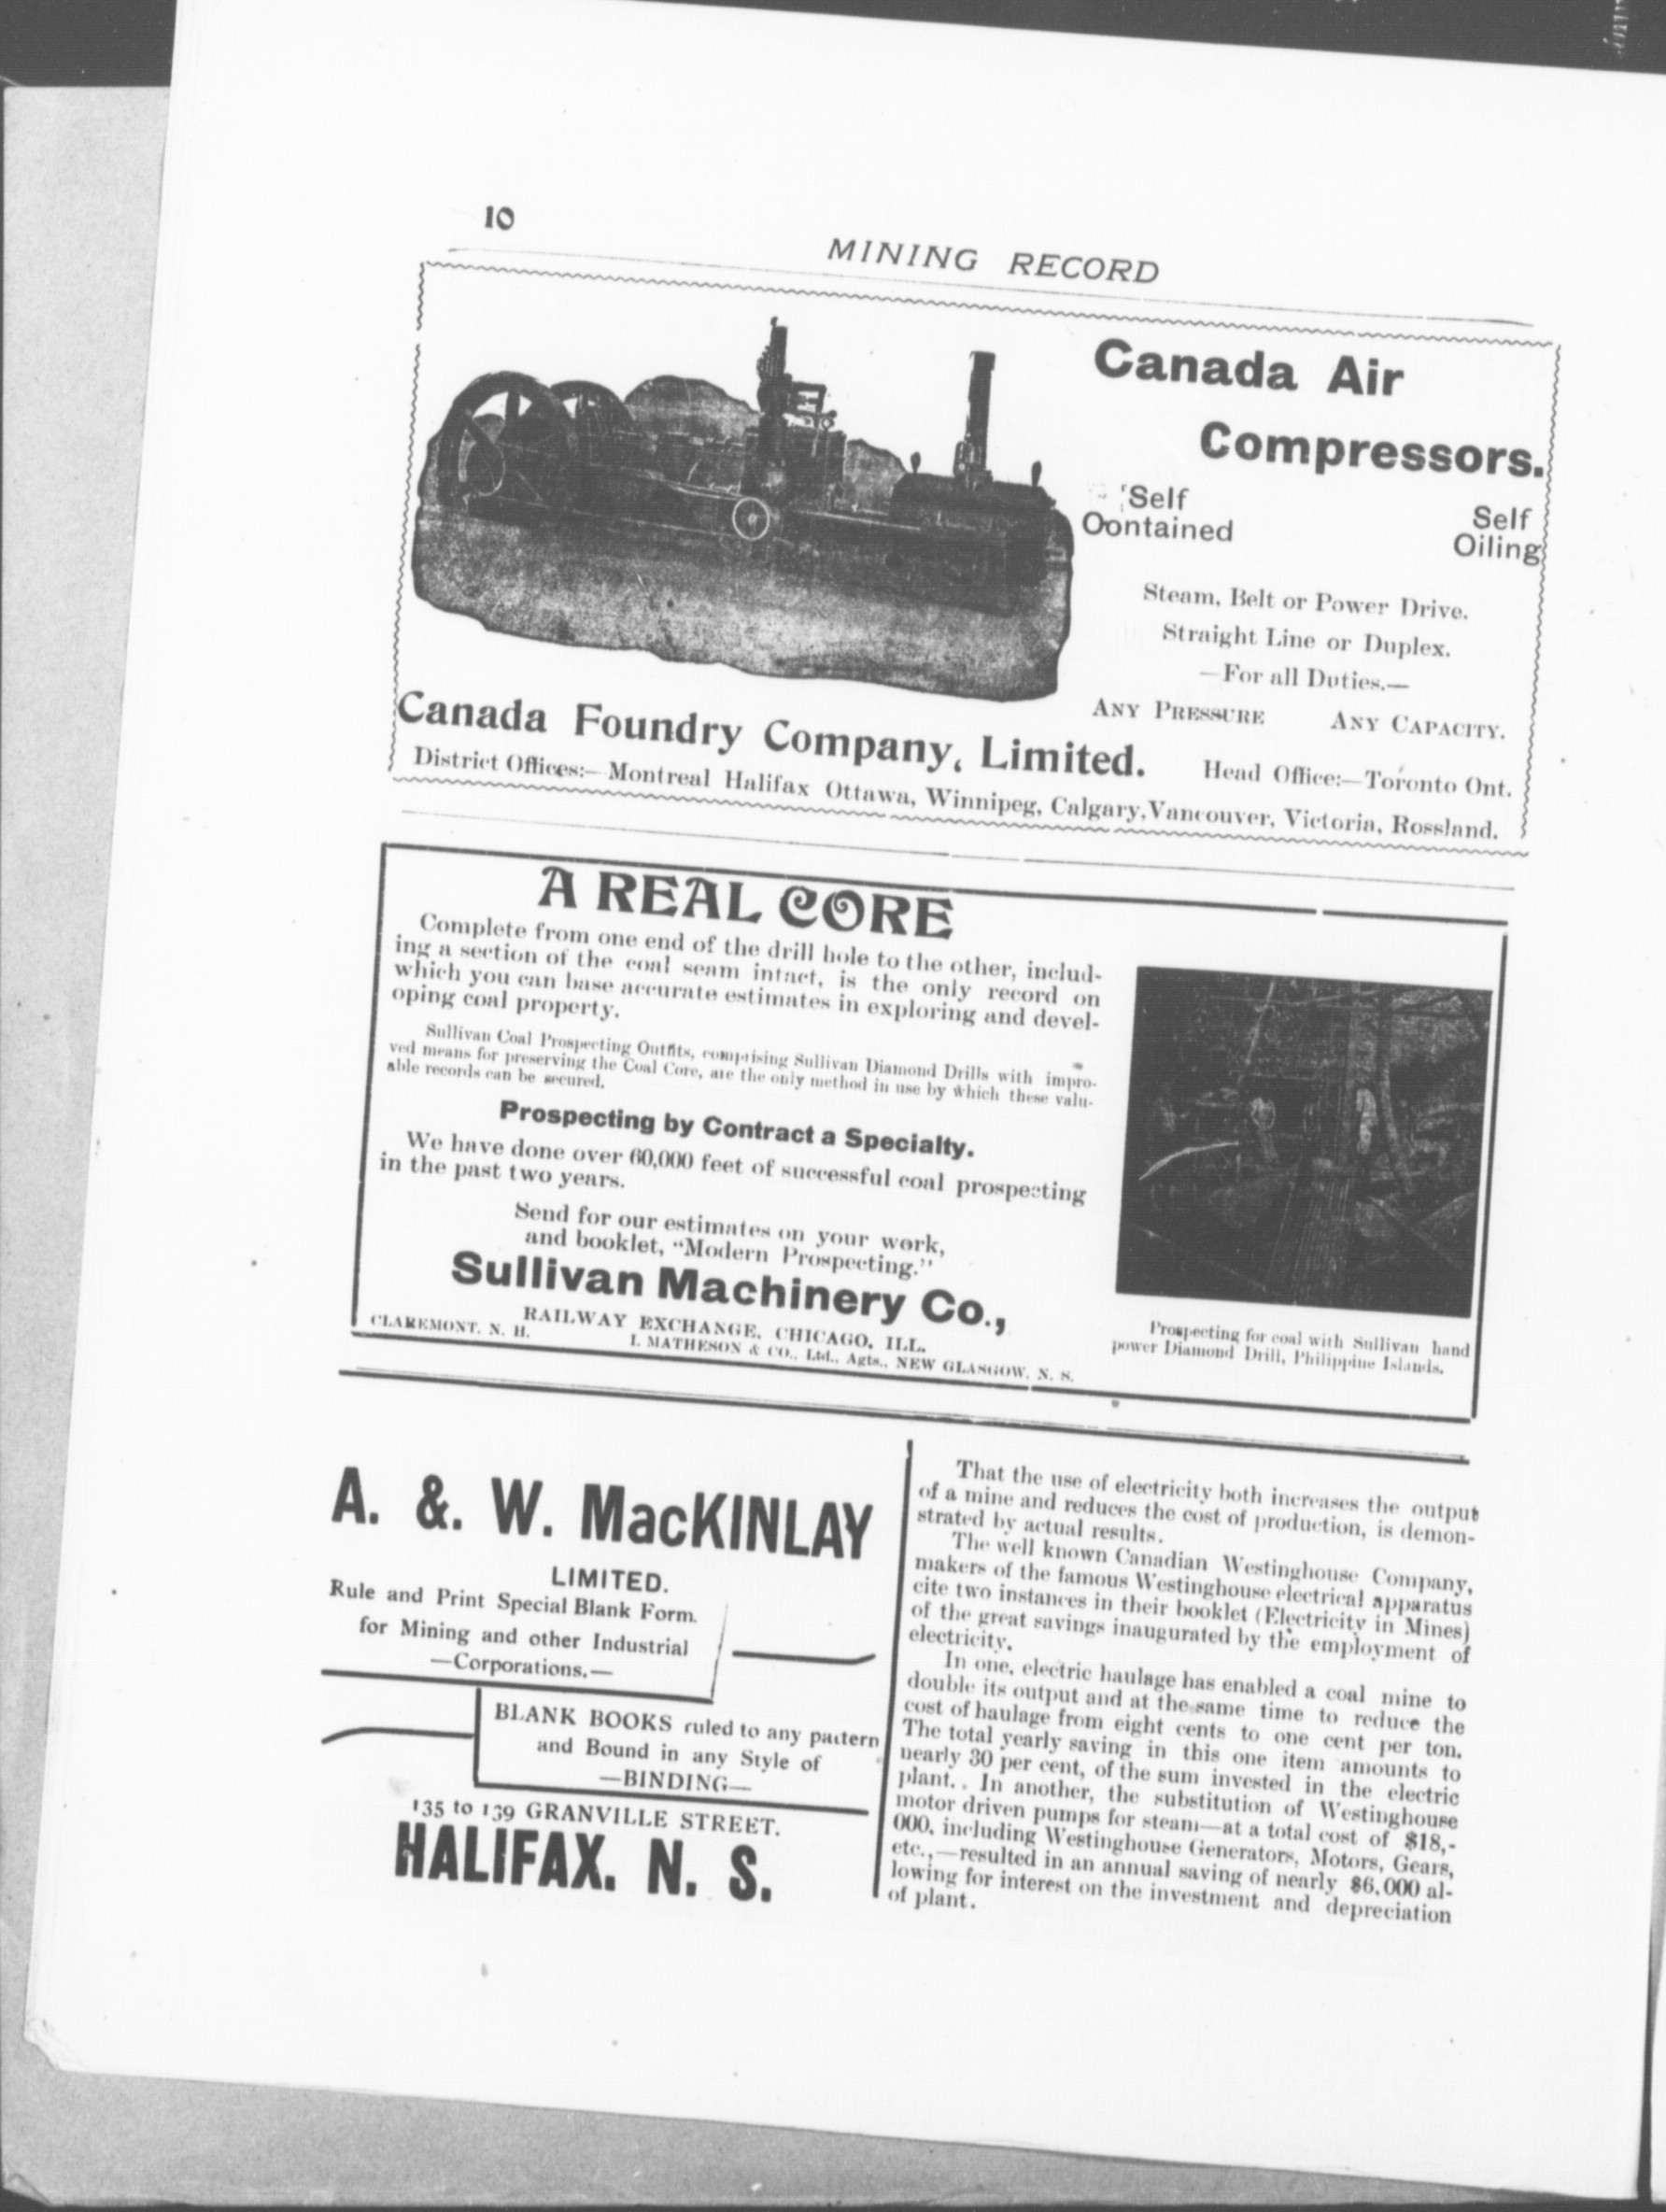 10
MINING RECORD
Canada Air
Compressors.
Self
Contained
Self
Oiling
Steam, Belt or Power Drive.
Straight Line or Duplex.
—For all Duties.—
ANY PRESSURE ANY CAPACITY.
Canada Foundry Company, Limited. Head Office:—Toronto Ont.
District Offices:—Montreal Halifax Ottawa, Winnipeg, Calgary, Vancouver, Victoria, Rossland.
A REAL CORE
Complete from one end of the drill hole to the other, includ-
ing a section of the coal seam intact, is the only record on
which you can base accurate estimates in exploring and devel-
oping coal property.
Sullivan Coal Prospecting Outfits, comprising Sullivan Diamond Drills with impro-
ved means for preserving the Coal Core, are the only method in use by which these valu-
able records can be secured.
Prospecting by Contract a Specialty.
We have done over 60,000 feet of successful coal prospecting
in the past two years.
Send for our estimates on your work,
and booklet, “Modern Prospecting.”
Sullivan Machinery Co.,
RAILWAY EXCHANGE, CHICAGO, ILL.
CLAREMONT, N. H.
I. MATHESON & CO., Ltd., Agts., NEW GLASGOW, N. S.
Prospecting for coal with Sullivan hand
power Diamond Drill, Philippine Islands.
A. &. W. MacKINLAY
LIMITED.
Rule and Print Special Blank Form.
for Mining and other Industrial
—Corporations.—
BLANK BOOKS ruled to any pattern
and Bound in any Style of
—BINDING—
135 to 139 GRANVILLE STREET.
HALIFAX. N. S.
That the use of electricity both increases the output
of a mine and reduces the cost of production, is demon-
strated by actual results.
The well known Canadian Westinghouse Company,
makers of the famous Westinghouse electrical apparatus
cite two instances in their booklet (Electricity in Mines)
of the great savings inaugurated by the employment of
electricity.
In one, electric haulage has enabled a coal mine to
double its output and at the same time to reduce the
cost of haulage from eight cents to one cent per ton.
The total yearly saving in this one item amounts to
nearly 30 per cent, of the sum invested in the electric
plant. In another, the substitution of Westinghouse
motor driven pumps for steam—at a total cost of $18,-
000, including Westinghouse Generators, Motors, Gears,
etc.,—resulted in an annual saving of nearly $6,000 al-
lowing for interest on the investment and depreciation
of plant.